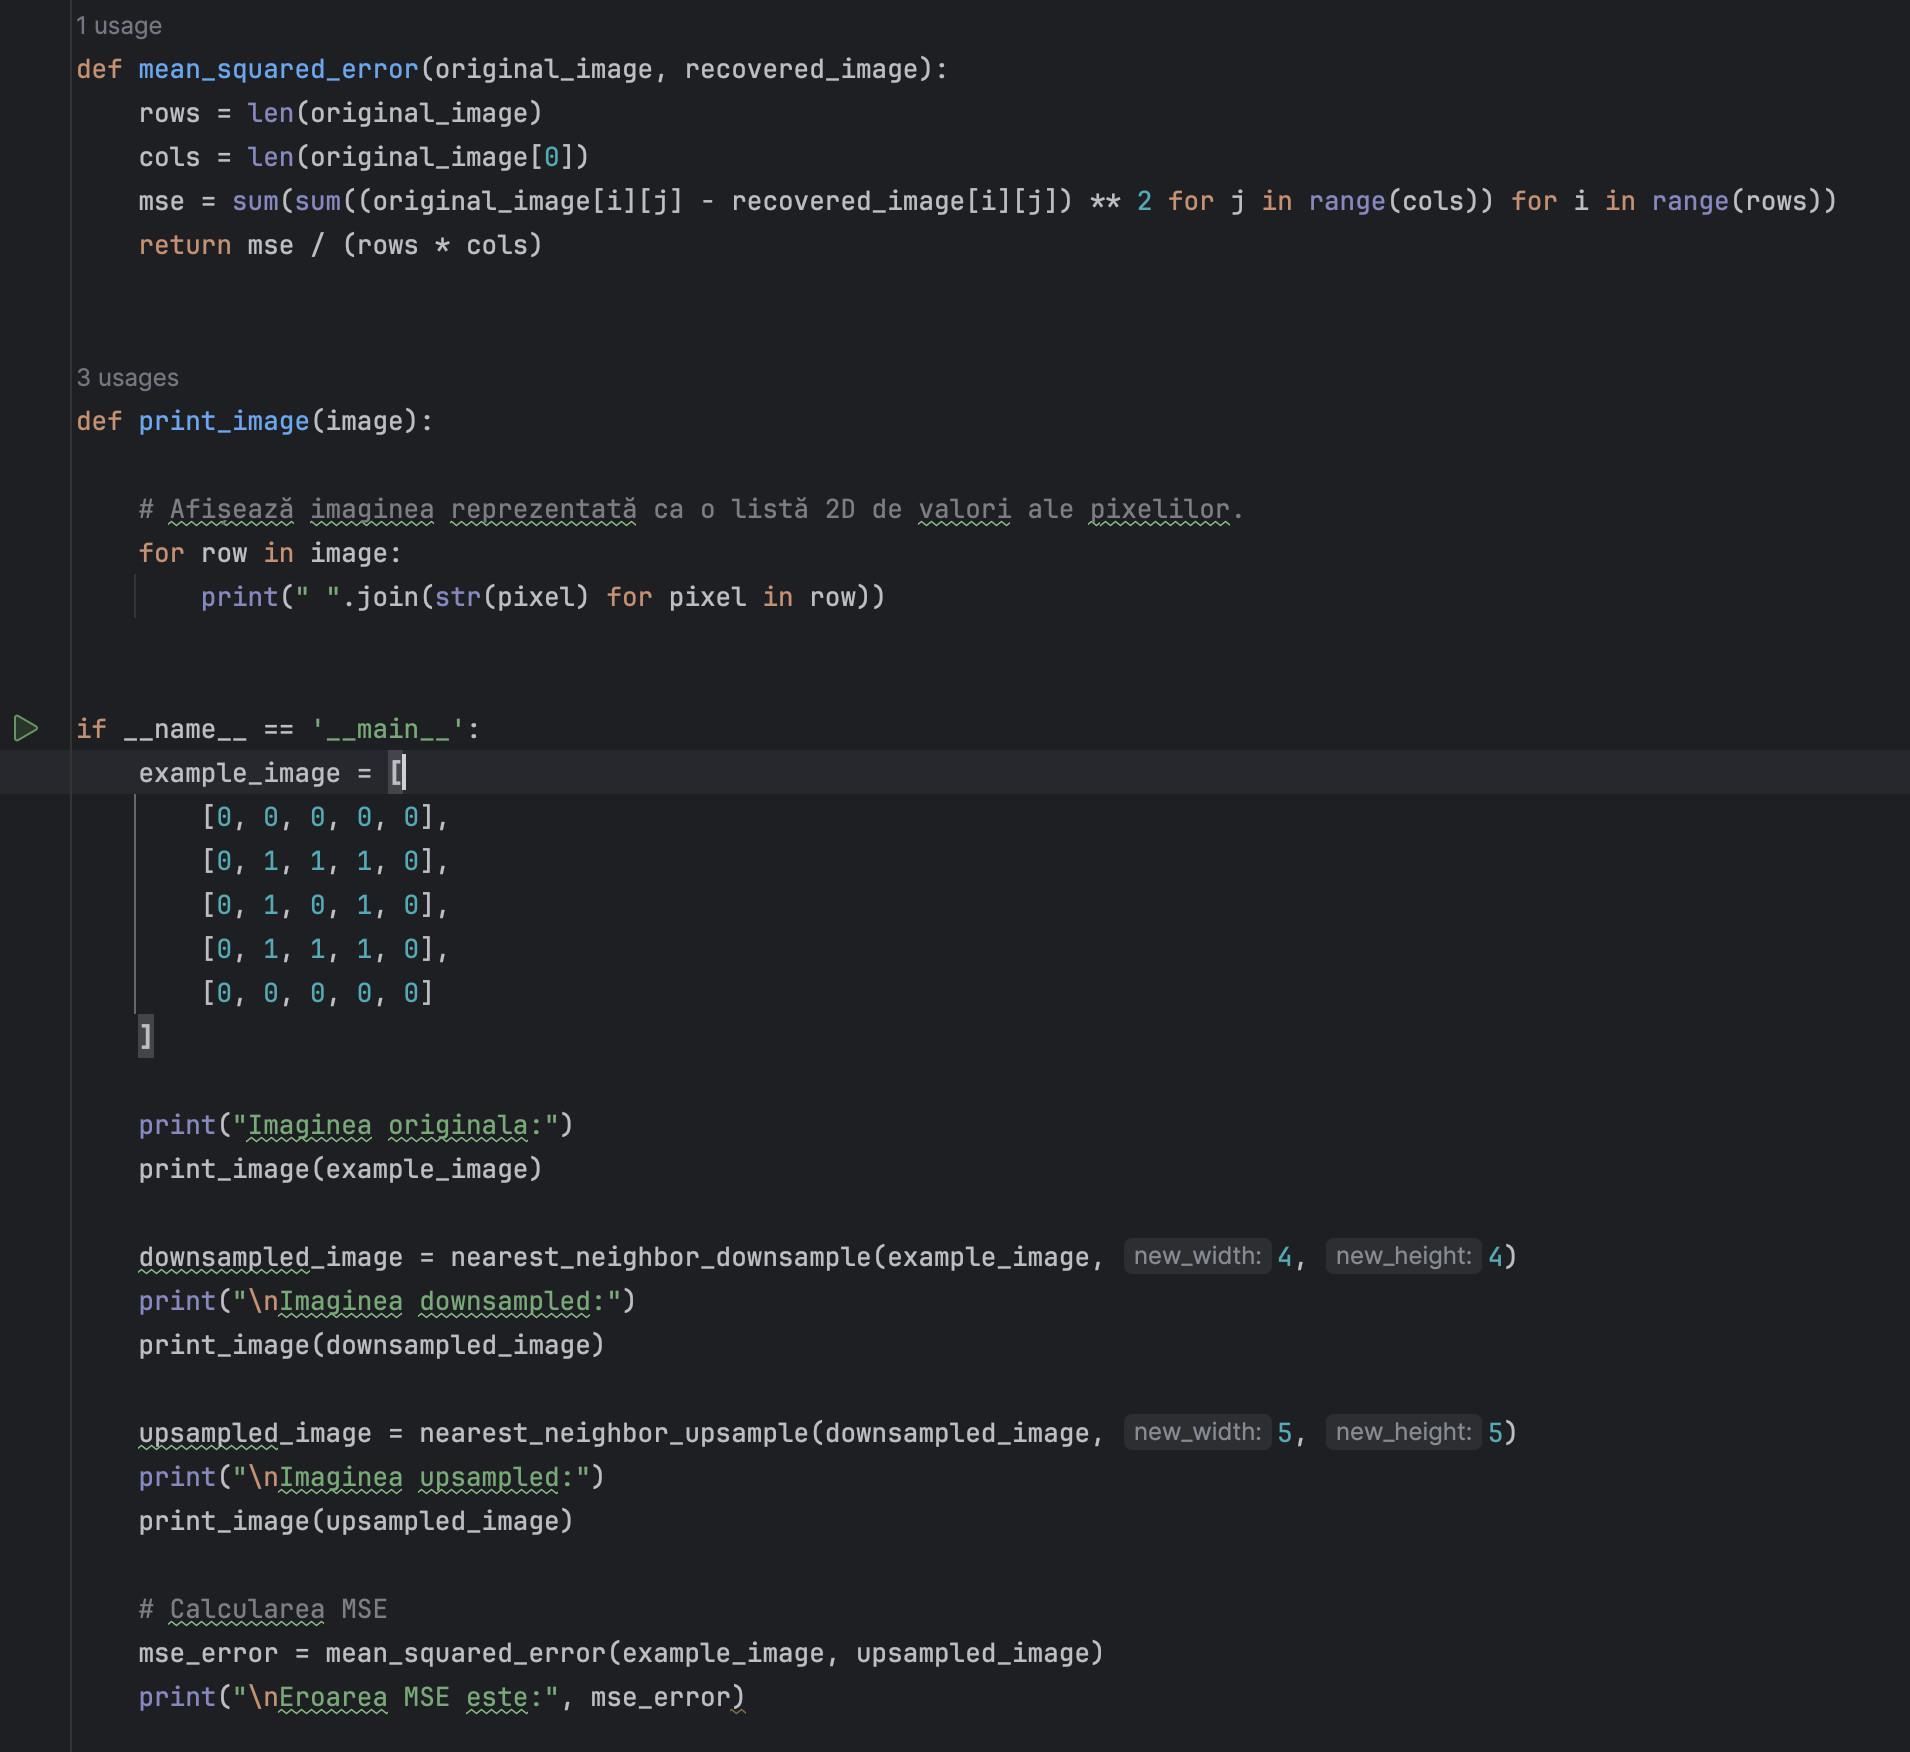 1 usage
def mean_squared_error(original_image, recovered_image):
    rows = len(original_image)
    cols = len(original_image[0])
    mse = sum(sum((original_image[i][j] - recovered_image[i][j]) ** 2 for j in range(cols)) for i in range(rows))
    return mse / (rows * cols)
3 usages
def print_image(image):
    # Afișează imaginea reprezentată ca o listă 2D de valori ale pixelilor.
    for row in image:
        print(" ".join(str(pixel) for pixel in row))
if __name__ == '__main__':
    example_image = [
        [0, 0, 0, 0, 0],
        [0, 1, 1, 1, 0],
        [0, 1, 0, 1, 0],
        [0, 1, 1, 1, 0],
        [0, 0, 0, 0, 0]
    ]
    print("Imaginea originala:")
    print_image(example_image)
    downsampled_image = nearest_neighbor_downsample(example_image, new_width: 4, new_height: 4)
    print("\nImaginea downsampled:")
    print_image(downsampled_image)
    upsampled_image = nearest_neighbor_upsample(downsampled_image, new_width: 5, new_height: 5)
    print("\nImaginea upsampled:")
    print_image(upsampled_image)
    # Calcularea MSE
    mse_error = mean_squared_error(example_image, upsampled_image)
    print("\nEroarea MSE este:", mse_error)